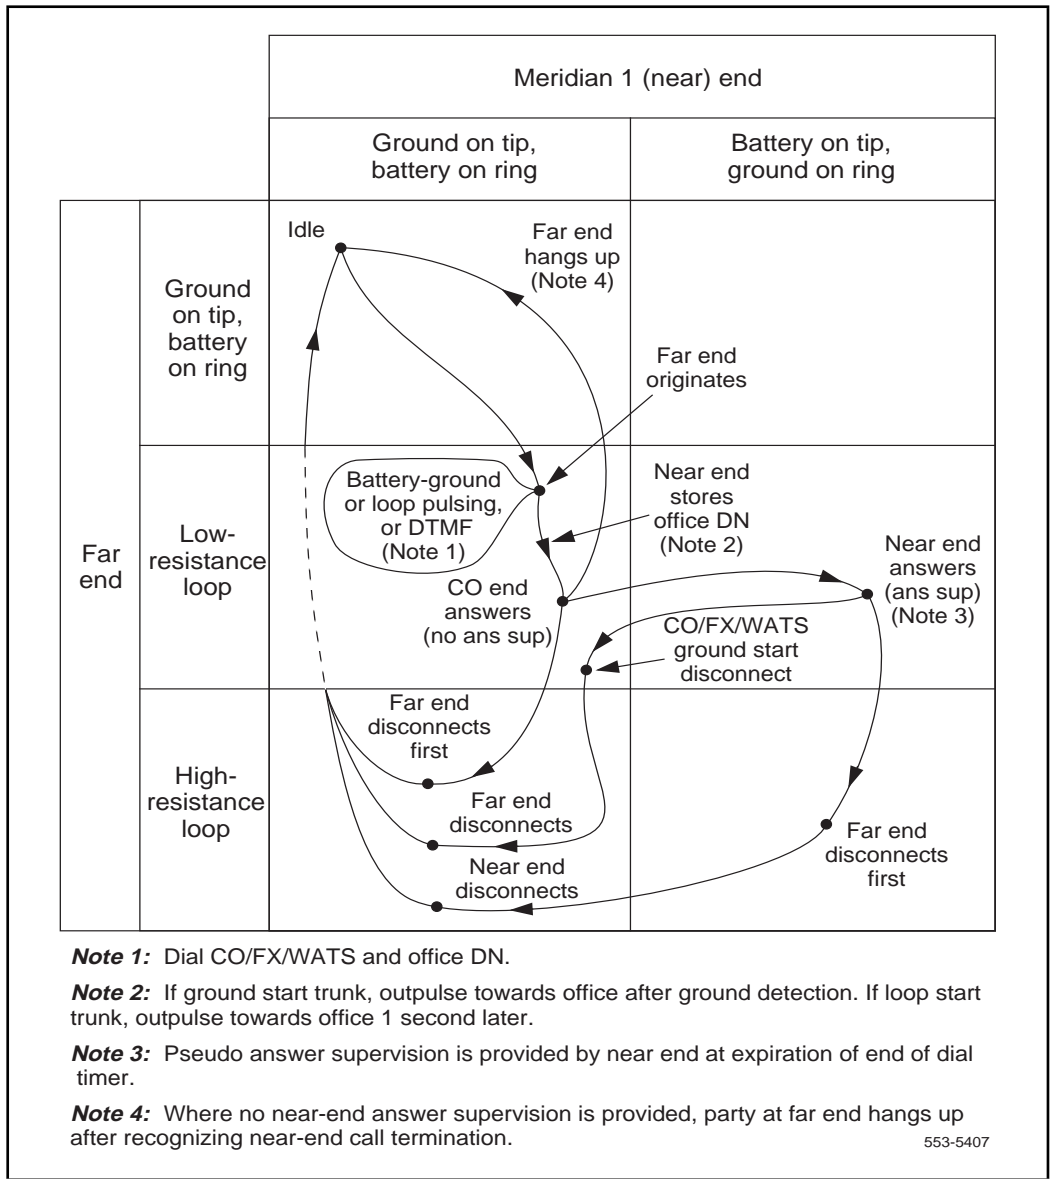 Meridian 1 (near) end
Ground on tip,
battery on ring
Battery on tip,
ground on ring
Far
end
Ground
on tip,
battery
on ring
Idle
Far end
hangs up
(Note 4)
Far end
originates
Low-
resistance
loop
Battery-ground
or loop pulsing,
or DTMF
(Note 1)
Near end
stores
office DN
(Note 2)
CO end
answers
(no ans sup)
Near end
answers
(ans sup)
(Note 3)
CO/FX/WATS
ground start
disconnect
High-
resistance
loop
Far end
disconnects
first
Far end
disconnects
Near end
disconnects
Far end
disconnects
first
Note 1: Dial CO/FX/WATS and office DN.
Note 2: If ground start trunk, outpulse towards office after ground detection. If loop start
trunk, outpulse towards office 1 second later.
Note 3: Pseudo answer supervision is provided by near end at expiration of end of dial
timer.
Note 4: Where no near-end answer supervision is provided, party at far end hangs up
after recognizing near-end call termination.
553-5407